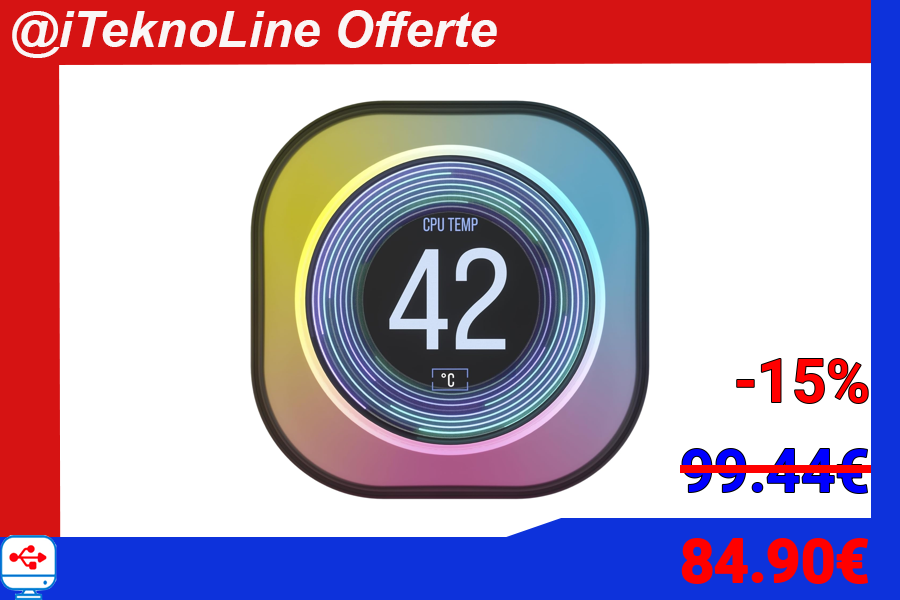 @iTeknoLine Offerte
CPU TEMP
42
°C
-15%
99.44€
84.90€